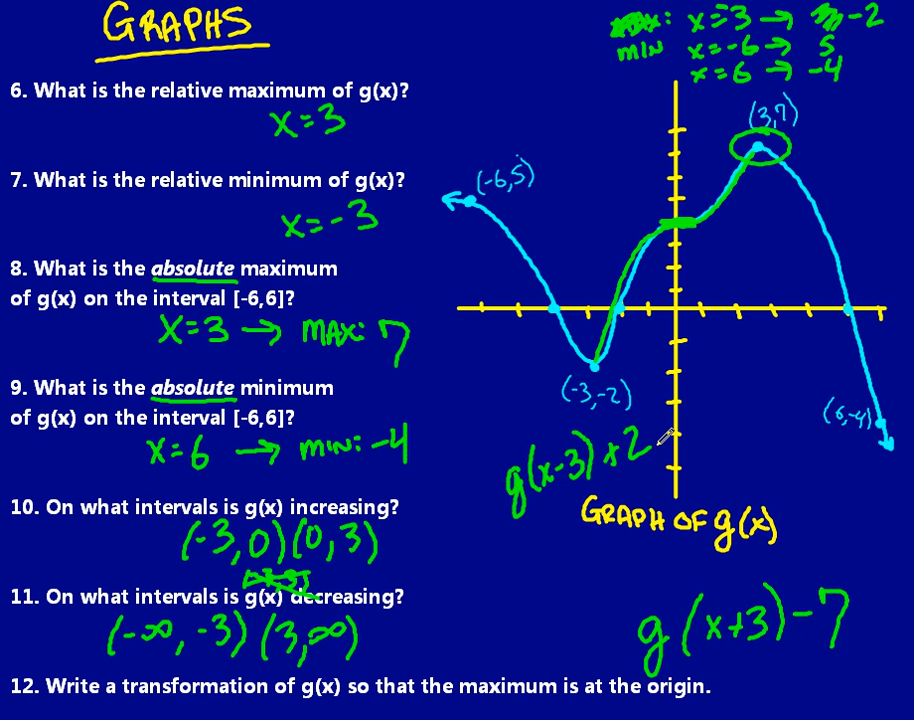 GRAPHS
6. What is the relative maximum of g(x)?
x=3
7. What is the relative minimum of g(x)?
x=-3
8. What is the absolute maximum
of g(x) on the interval [-6,6]?
x=3 → MAX: 7
9. What is the absolute minimum
of g(x) on the interval [-6,6]?
x=6 → MIN: -4
10. On what intervals is g(x) increasing?
(-3,0)(0,3)
11. On what intervals is g(x) decreasing?
(-∞,-3)(3,∞)
12. Write a transformation of g(x) so that the maximum is at the origin.
x=3 → -2
MIN x=-6 → 5
x=6 → -4
(3,7)
(-6,5)
(-3,-2)
(6,-4)
g(x-3)+2
GRAPH OF g(x)
g(x+3)-7